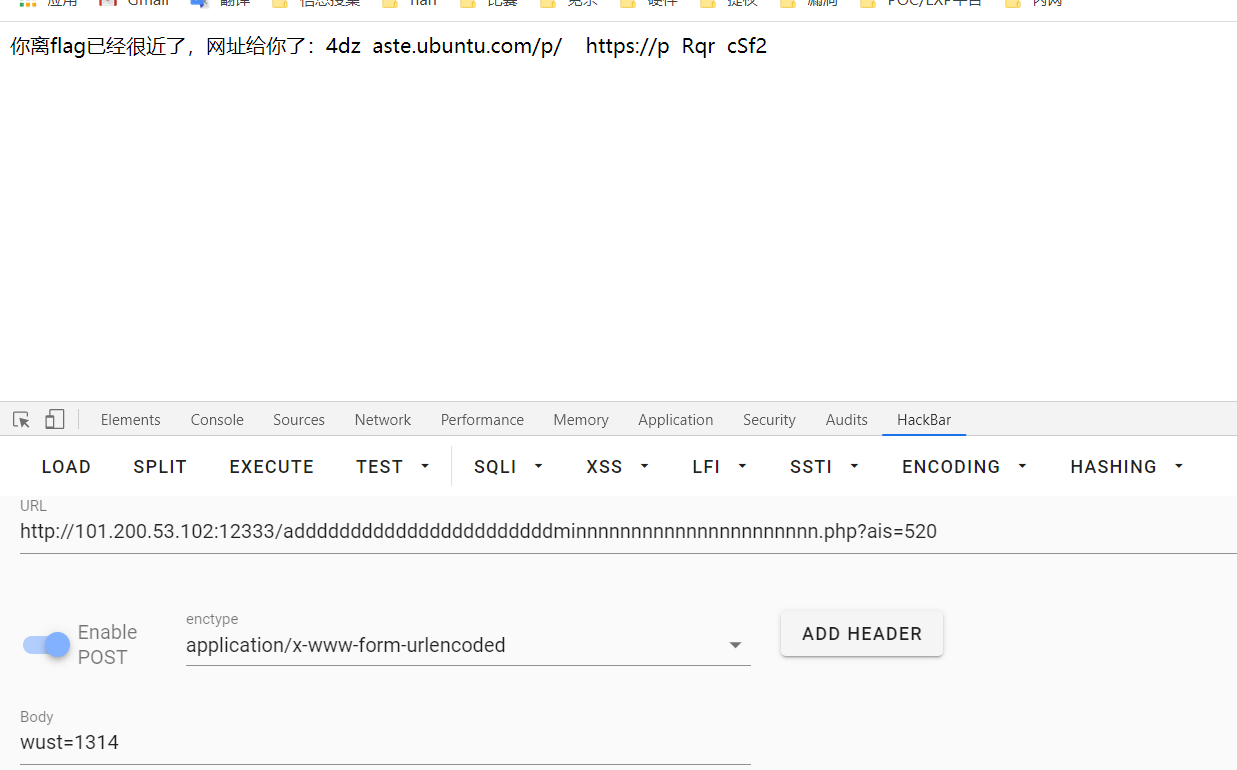 应用 Gmail 翻译 信息搜集 nan 比赛 免杀 硬件 提权 漏洞 POC/EXP平台 内网
你离flag已经很近了，网址给你了：4dz aste.ubuntu.com/p/ https://p Rqr cSf2
Elements Console Sources Network Performance Memory Application Security Audits HackBar
LOAD SPLIT EXECUTE TEST SQLI XSS LFI SSTI ENCODING HASHING
URL
http://101.200.53.102:12333/adddddddddddddddddddddddminnnnnnnnnnnnnnnnnnnnnn.php?ais=520
Enable
POST
enctype
application/x-www-form-urlencoded
ADD HEADER
Body
wust=1314